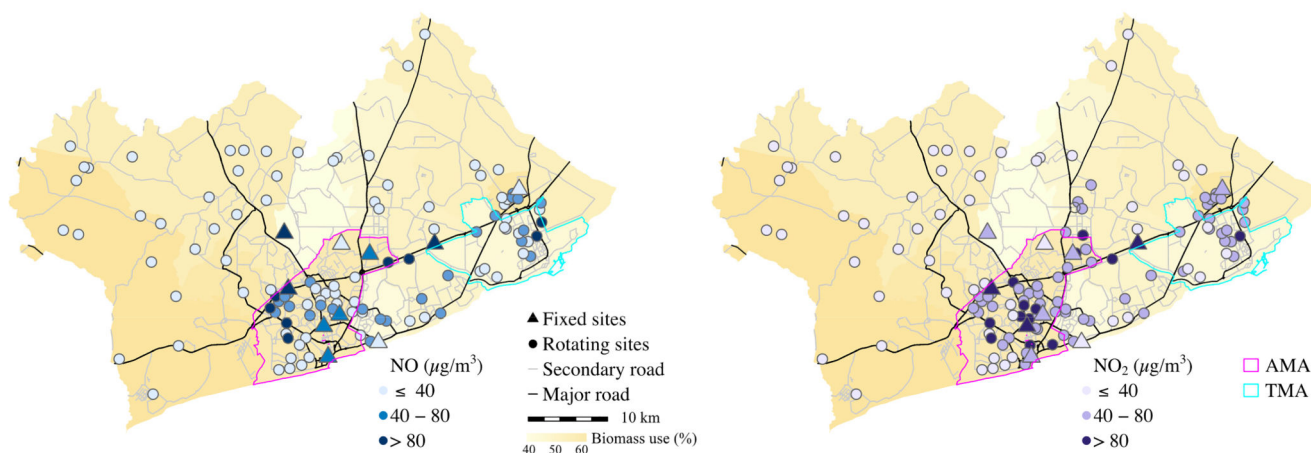 ▲ Fixed sites
● Rotating sites
Secondary road
Major road
10 km
Biomass use (%)
40 50 60
NO (μg/m³)
≤ 40
40 – 80
> 80
NO₂ (μg/m³)
≤ 40
40 – 80
> 80
AMA
TMA